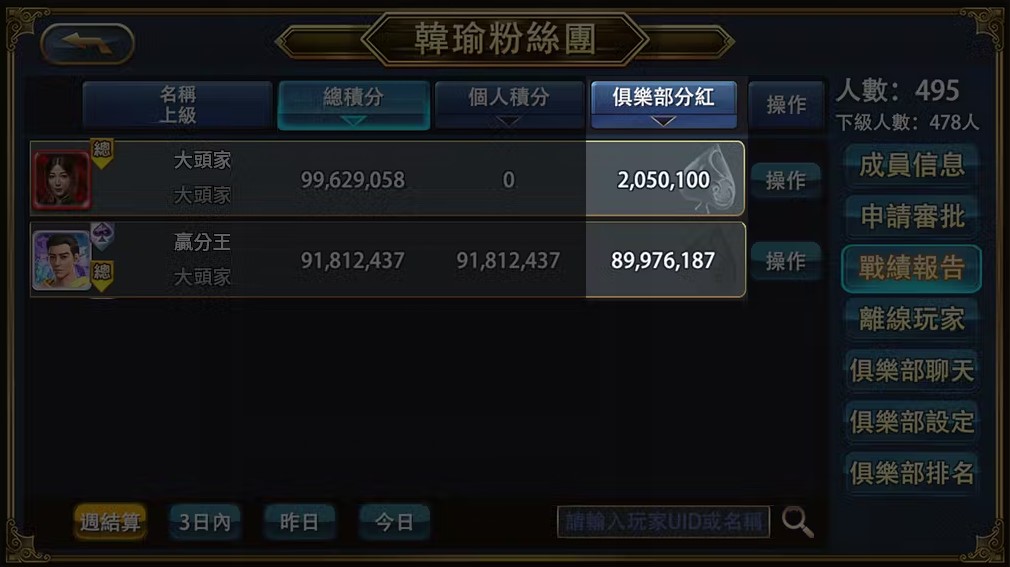 韓瑜粉絲團
名稱
上級
總積分
個人積分
俱樂部分紅
操作
人數：495
下級人數：478人
總
大頭家
大頭家
99,629,058
0
2,050,100
操作
總
贏分王
大頭家
91,812,437
91,812,437
89,976,187
操作
成員信息
申請審批
戰績報告
離線玩家
俱樂部聊天
俱樂部設定
俱樂部排名
週結算
3日內
昨日
今日
請輸入玩家UID或名稱